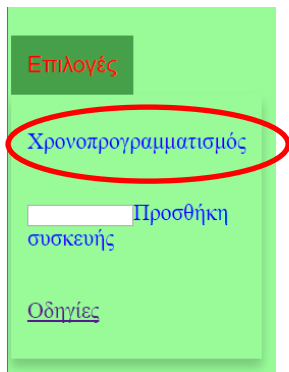 Επιλογές
Χρονοπρογραμματισμός
Προσθήκη
συσκευής
Οδηγίες